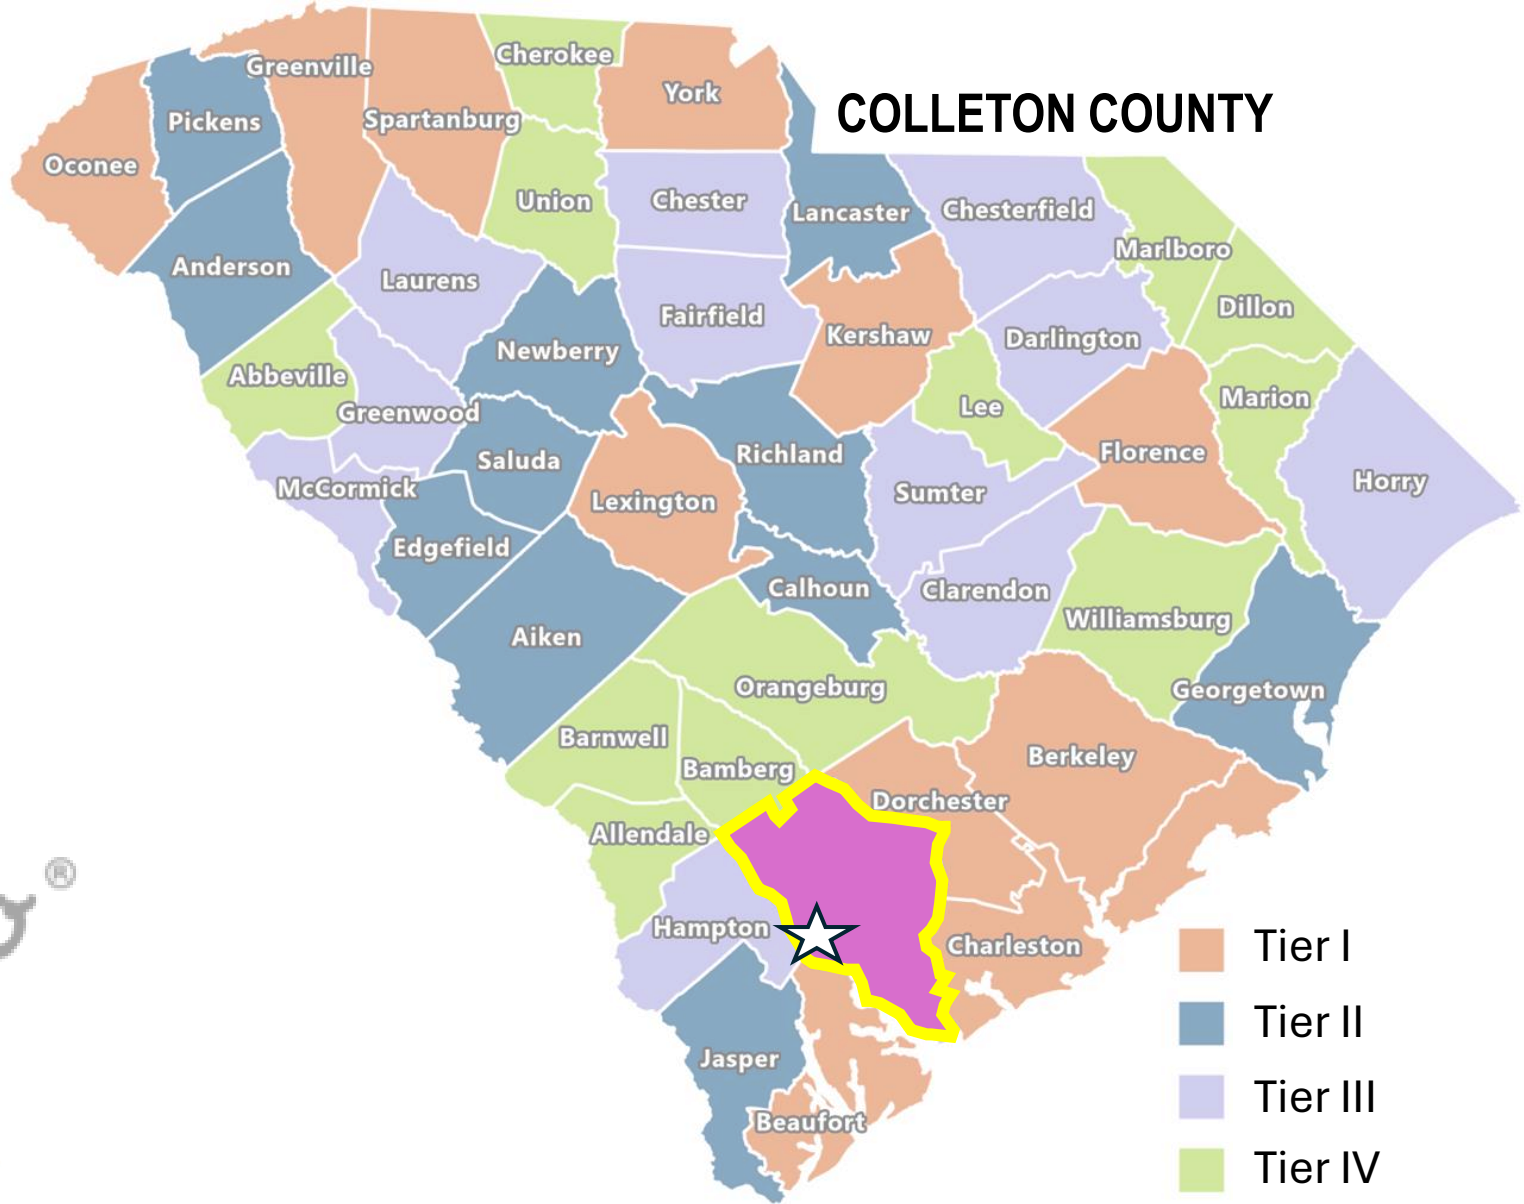 Cherokee
Greenville
York
COLLETON COUNTY
Pickens
Spartanburg
Oconee
Union
Chester
Lancaster
Chesterfield
Marlboro
Anderson
Laurens
Dillon
Fairfield
Kershaw
Darlington
Newberry
Abbeville
Greenwood
Lee
Marion
Richland
Florence
Saluda
Horry
McCormick
Sumter
Lexington
Edgefield
Calhoun
Clarendon
Williamsburg
Aiken
Orangeburg
Georgetown
Barnwell
Berkeley
Bamberg
Dorchester
Allendale
®
Hampton
Charleston
Tier I
Tier II
Jasper
Tier III
Beaufort
Tier IV